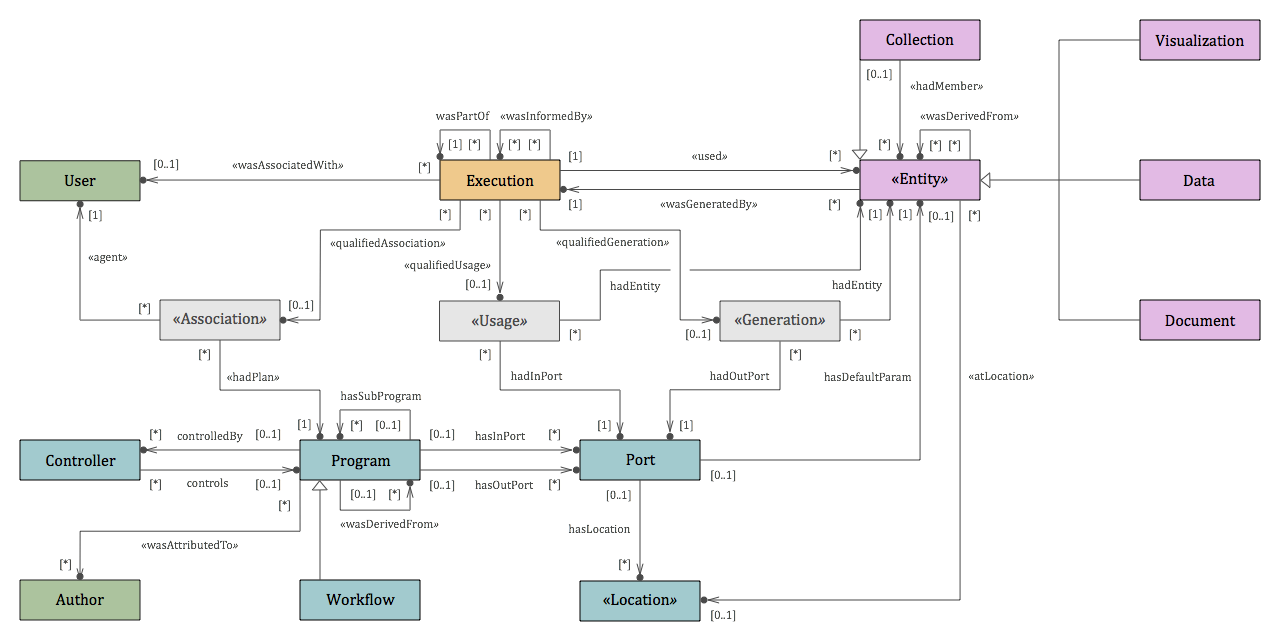 Collection
Visualization
[0..1]
«hadMember»
wasPartOf
«wasInformedBy»
«wasDerivedFrom»
[1]
[*]
[*]
[*]
[*]
[*]
[*]
[0..1]
«wasAssociatedWith»
[*]
[1]
«used»
[*]
User
Execution
«Entity»
Data
[1]
«wasGeneratedBy»
[*]
[1]
[*]
[*]
[*]
[1]
[1]
[0..1]
[*]
«qualifiedAssociation»
«qualifiedGeneration»
«agent»
«qualifiedUsage»
[0..1]
hadEntity
hadEntity
[*]
[0..1]
«Association»
«Usage»
«Generation»
Document
[*]
[0..1]
[*]
[*]
[*]
[*]
«hadPlan»
hadInPort
hadOutPort
hasDefaultParam
«atLocation»
hasSubProgram
[1]
[*]
[0..1]
[1]
[1]
[*]
controlledBy
[0..1]
[0..1]
hasInPort
[*]
Controller
Program
Port
[*]
controls
[0..1]
[0..1]
hasOutPort
[*]
[0..1]
[*]
[0..1]
[*]
[0..1]
«wasDerivedFrom»
hasLocation
«wasAttributedTo»
[*]
[*]
Author
Workflow
«Location»
[0..1]